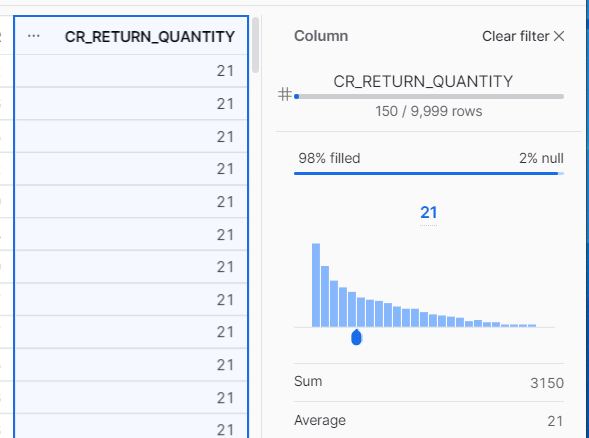 ... CR_RETURN_QUANTITY
21
21
21
21
21
21
21
21
21
21
21
21
Column
Clear filter ×
# CR_RETURN_QUANTITY
150 / 9,999 rows
98% filled 2% null
21
Sum 3150
Average 21